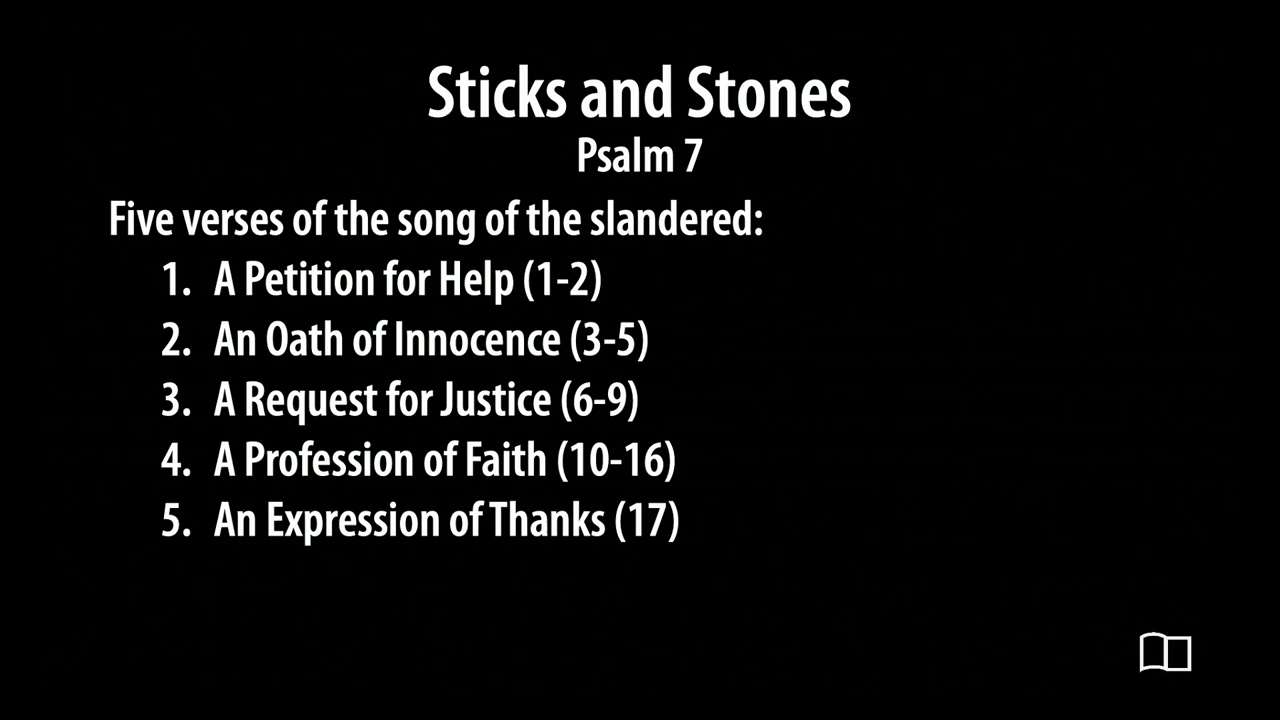 Sticks and Stones
Psalm 7
Five verses of the song of the slandered:
1. A Petition for Help (1-2)
2. An Oath of Innocence (3-5)
3. A Request for Justice (6-9)
4. A Profession of Faith (10-16)
5. An Expression of Thanks (17)